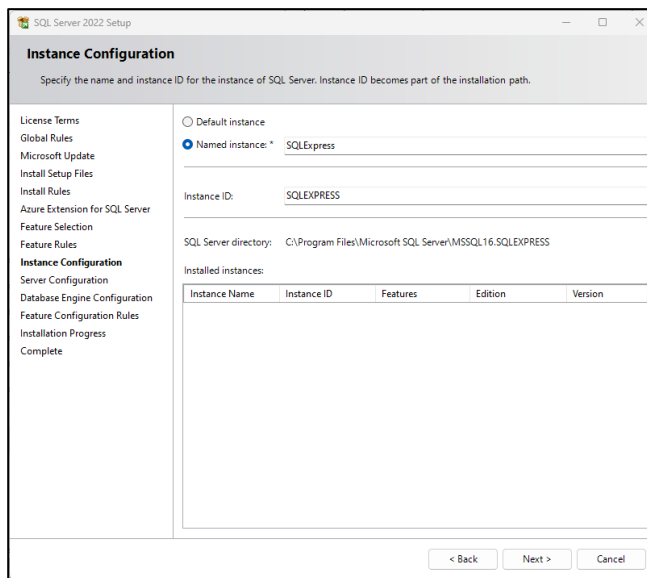 SQL Server 2022 Setup
Instance Configuration
Specify the name and instance ID for the instance of SQL Server. Instance ID becomes part of the installation path.
License Terms
Global Rules
Microsoft Update
Install Setup Files
Install Rules
Azure Extension for SQL Server
Feature Selection
Feature Rules
Instance Configuration
Server Configuration
Database Engine Configuration
Feature Configuration Rules
Installation Progress
Complete
Default instance
Named instance: * SQLExpress
Instance ID: SQLEXPRESS
SQL Server directory: C:\Program Files\Microsoft SQL Server\MSSQL16.SQLEXPRESS
Installed instances:
Instance Name Instance ID Features Edition Version
< Back Next > Cancel